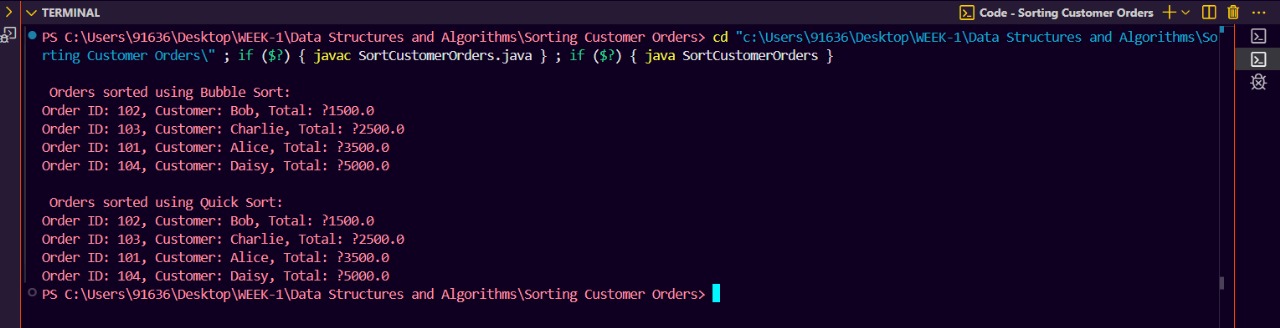 TERMINAL
Code - Sorting Customer Orders
PS C:\Users\91636\Desktop\WEEK-1\Data Structures and Algorithms\Sorting Customer Orders> cd "c:\Users\91636\Desktop\WEEK-1\Data Structures and Algorithms\So
rting Customer Orders\" ; if ($?) { javac SortCustomerOrders.java } ; if ($?) { java SortCustomerOrders }
Orders sorted using Bubble Sort:
Order ID: 102, Customer: Bob, Total: ?1500.0
Order ID: 103, Customer: Charlie, Total: ?2500.0
Order ID: 101, Customer: Alice, Total: ?3500.0
Order ID: 104, Customer: Daisy, Total: ?5000.0
Orders sorted using Quick Sort:
Order ID: 102, Customer: Bob, Total: ?1500.0
Order ID: 103, Customer: Charlie, Total: ?2500.0
Order ID: 101, Customer: Alice, Total: ?3500.0
Order ID: 104, Customer: Daisy, Total: ?5000.0
PS C:\Users\91636\Desktop\WEEK-1\Data Structures and Algorithms\Sorting Customer Orders>